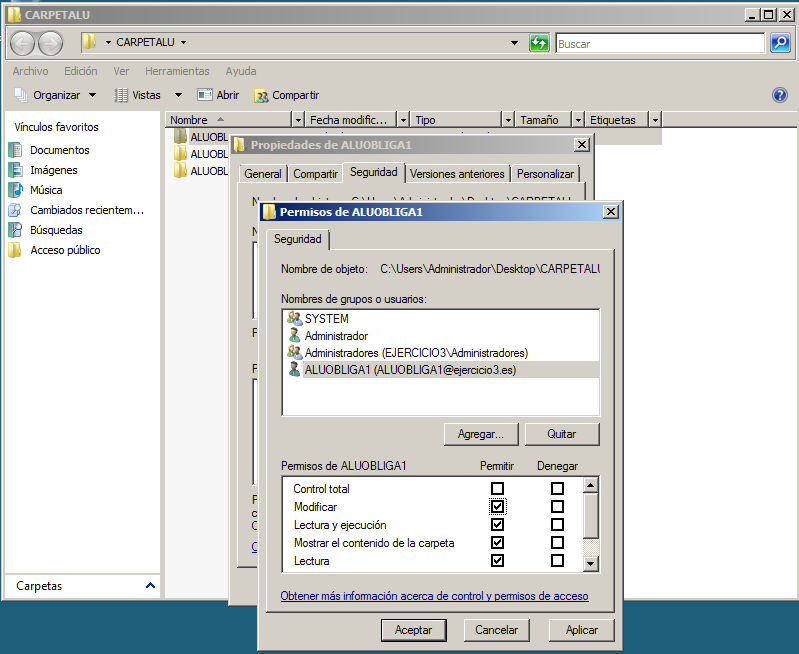 CARPETALU
CARPETALU
Buscar
Archivo Edición Ver Herramientas Ayuda
Organizar Vistas Abrir Compartir
Vínculos favoritos
Documentos
Imágenes
Música
Cambiados recientem...
Búsquedas
Acceso público
Carpetas
Nombre Fecha modific... Tipo Tamaño Etiquetas
ALUOBL
ALUOBL
ALUOBL
Propiedades de ALUOBLIGA1
General Compartir Seguridad Versiones anteriores Personalizar
Permisos de ALUOBLIGA1
Seguridad
Nombre de objeto: C:\Users\Administrador\Desktop\CARPETALU
Nombres de grupos o usuarios:
SYSTEM
Administrador
Administradores (EJERCICIO3\Administradores)
ALUOBLIGA1 (ALUOBLIGA1@ejercicio3.es)
Agregar... Quitar
Permisos de ALUOBLIGA1 Permitir Denegar
Control total
Modificar
Lectura y ejecución
Mostrar el contenido de la carpeta
Lectura
Obtener más información acerca de control y permisos de acceso
Aceptar Cancelar Aplicar